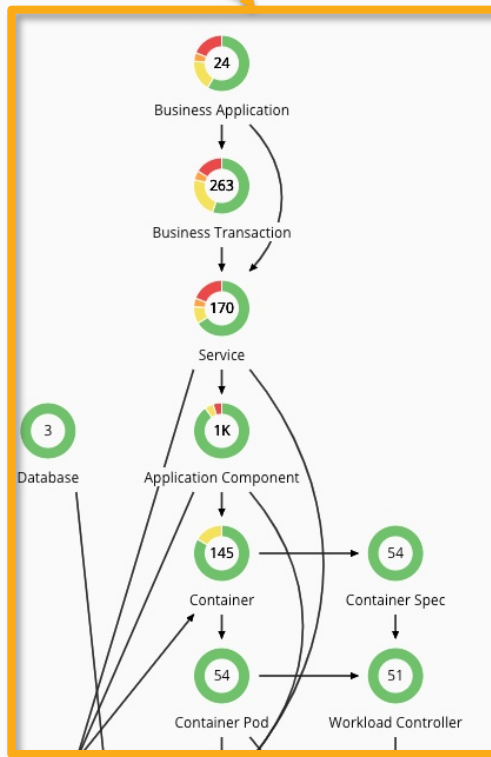 24
Business Application
263
Business Transaction
170
Service
3
Database
1K
Application Component
145
Container
54
Container Spec
54
Container Pod
51
Workload Controller